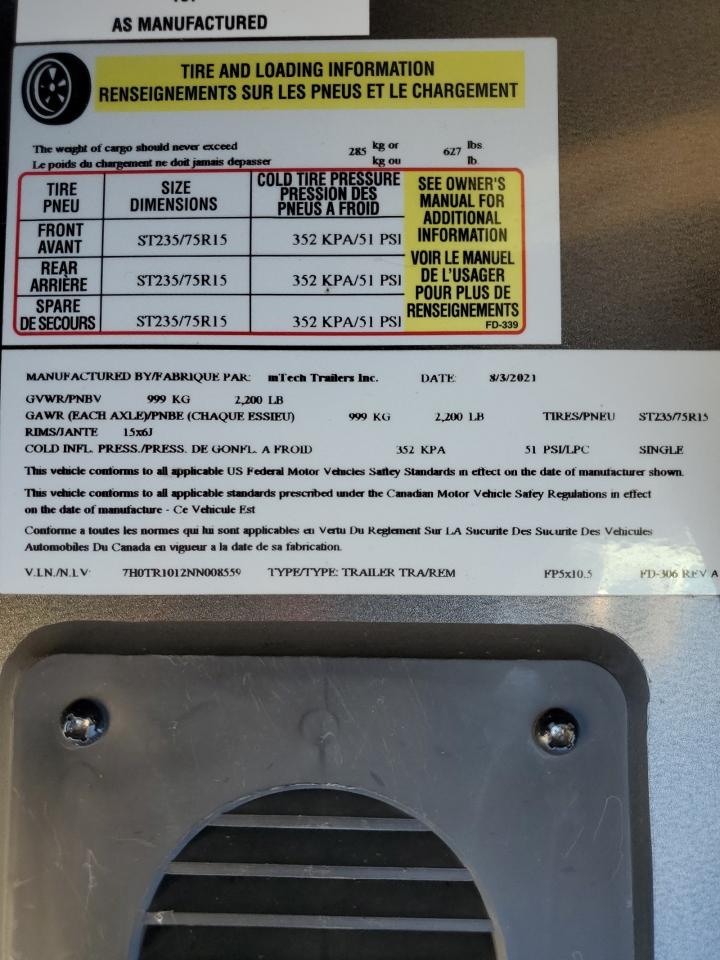 AS MANUFACTURED
TIRE AND LOADING INFORMATION
RENSEIGNEMENTS SUR LES PNEUS ET LE CHARGEMENT
The weight of cargo should never exceed 285 kg or 627 lbs
Le poids du chargement ne doit jamais depasser kg ou lb.
TIRE PNEU SIZE DIMENSIONS COLD TIRE PRESSURE PRESSION DES PNEUS A FROID
FRONT AVANT ST235/75R15 352 KPA/51 PSI
REAR ARRIÈRE ST235/75R15 352 KPA/51 PSI
SPARE DE SECOURS ST235/75R15 352 KPA/51 PSI
SEE OWNER'S
MANUAL FOR
ADDITIONAL
INFORMATION
VOIR LE MANUEL
DE L'USAGER
POUR PLUS DE
RENSEIGNEMENTS
FD-339
MANUFACTURED BY/FABRIQUE PAR: mTech Trailers Inc. DATE: 8/3/2021
GVWR/PNBV 999 KG 2,200 LB
GAWR (EACH AXLE)/PNBE (CHAQUE ESSIEU) 999 KG 2,200 LB TIRES/PNEU ST235/75R15
RIMS/JANTE 15x6J
COLD INFL. PRESS./PRESS. DE GONFL. A FROID 352 KPA 51 PSI/LPC SINGLE
This vehicle conforms to all applicable US Federal Motor Vehicles Saftey Standards in effect on the date of manufacturer shown.
This vehicle conforms to all applicable standards prescribed under the Canadian Motor Vehicle Safey Regulations in effect
on the date of manufacture - Ce Vehicule Est
Conforme a toutes les normes qui lui sont applicables en Vertu Du Reglement Sur LA Sucurite Des Sucurite Des Vehicules
Automobiles Du Canada en vigueur a la date de sa fabrication.
V.I.N./N.I.V: 7H0TR1012NN008559 TYPE/TYPE: TRAILER TRA/REM FP5x10.5 FD-306 REV A